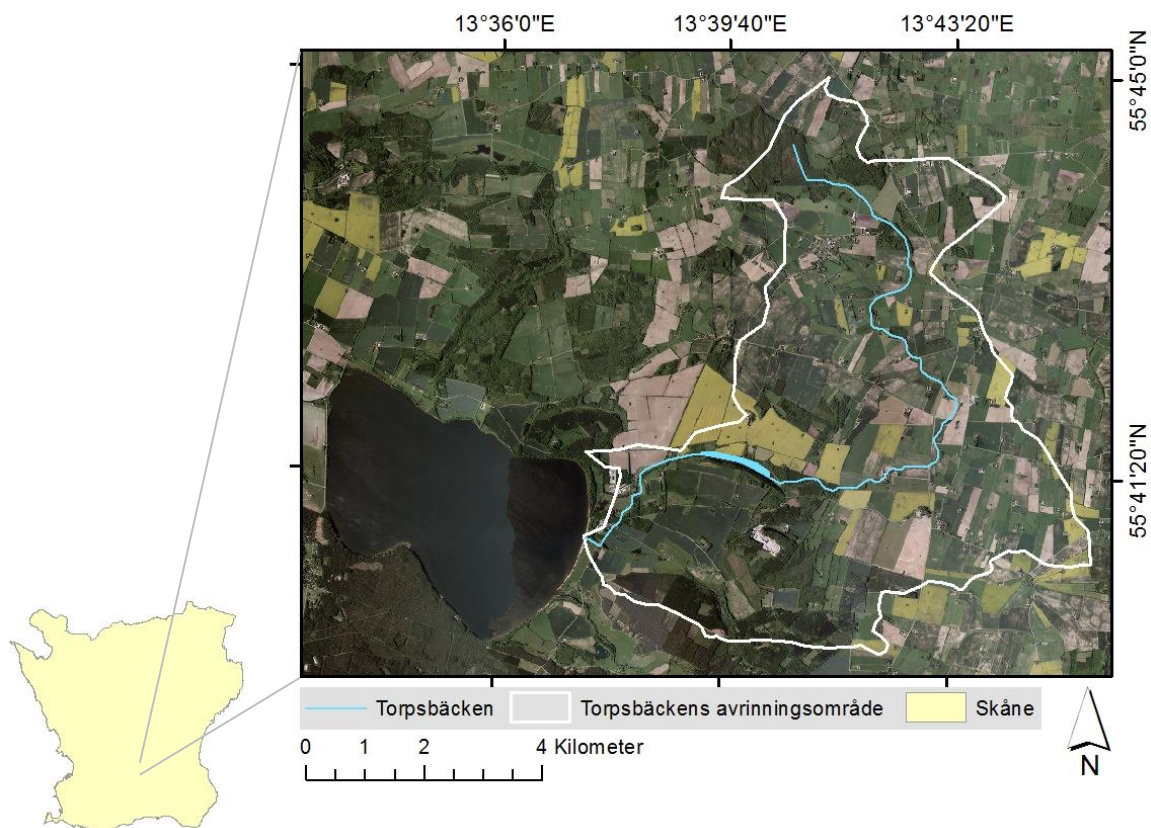 13°36'0"E 13°39'40"E 13°43'20"E
55°45'0"N
55°41'20"N
Torpsbäcken Torpsbäckens avrinningsområde Skåne
0 1 2 4 Kilometer
N